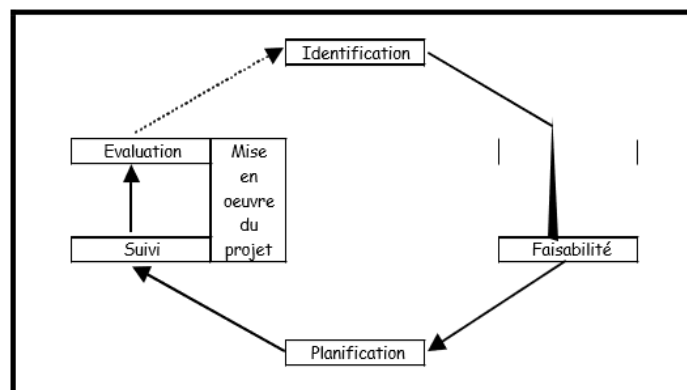 Identification
Evaluation
Mise
en
oeuvre
du
projet
Suivi
Faisabilité
Planification